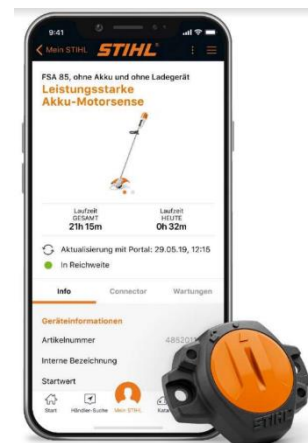 9:41
Mein STIHL STIHL
FSA 85, ohne Akku und ohne Ladegerät
Leistungsstarke
Akku-Motorsense
Laufzeit Laufzeit
GESAMT HEUTE
21h 15m 0h 32m
Aktualisierung mit Portal: 29.05.19, 12:15
In Reichweite
Info Connector Wartungen
Geräteinformationen
Artikelnummer
Interne Bezeichnung
Startwert
Start Händler-Suche Mein STIHL
STIHL